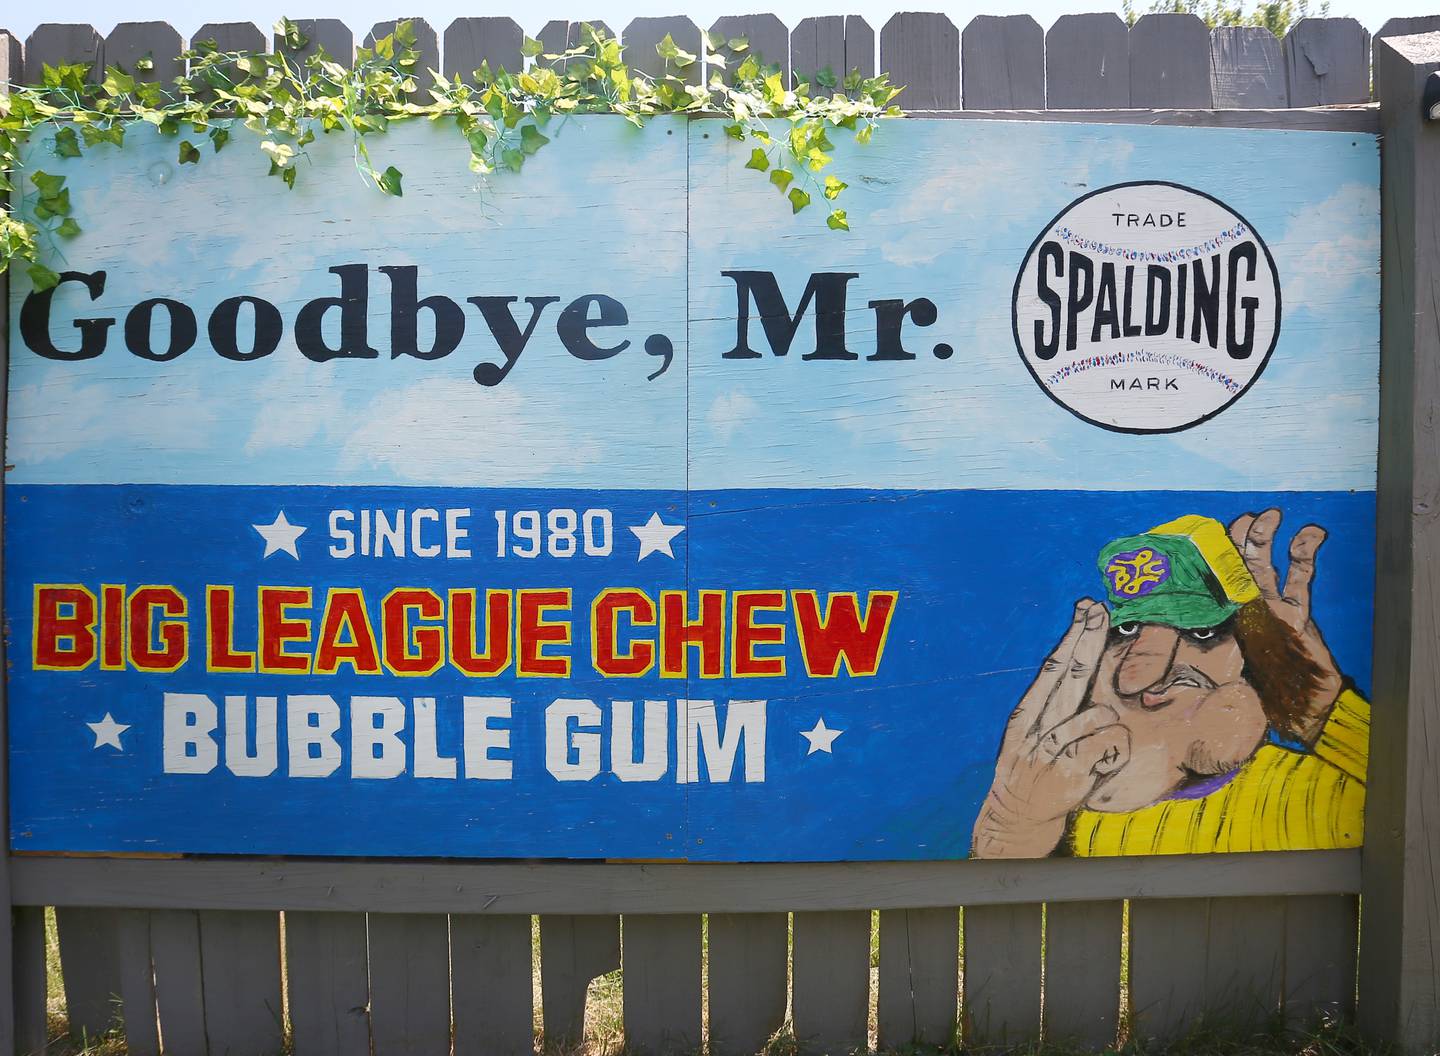 Goodbye, Mr.
TRADE
SPALDING
MARK
SINCE 1980
BIG LEAGUE CHEW
BUBBLE GUM